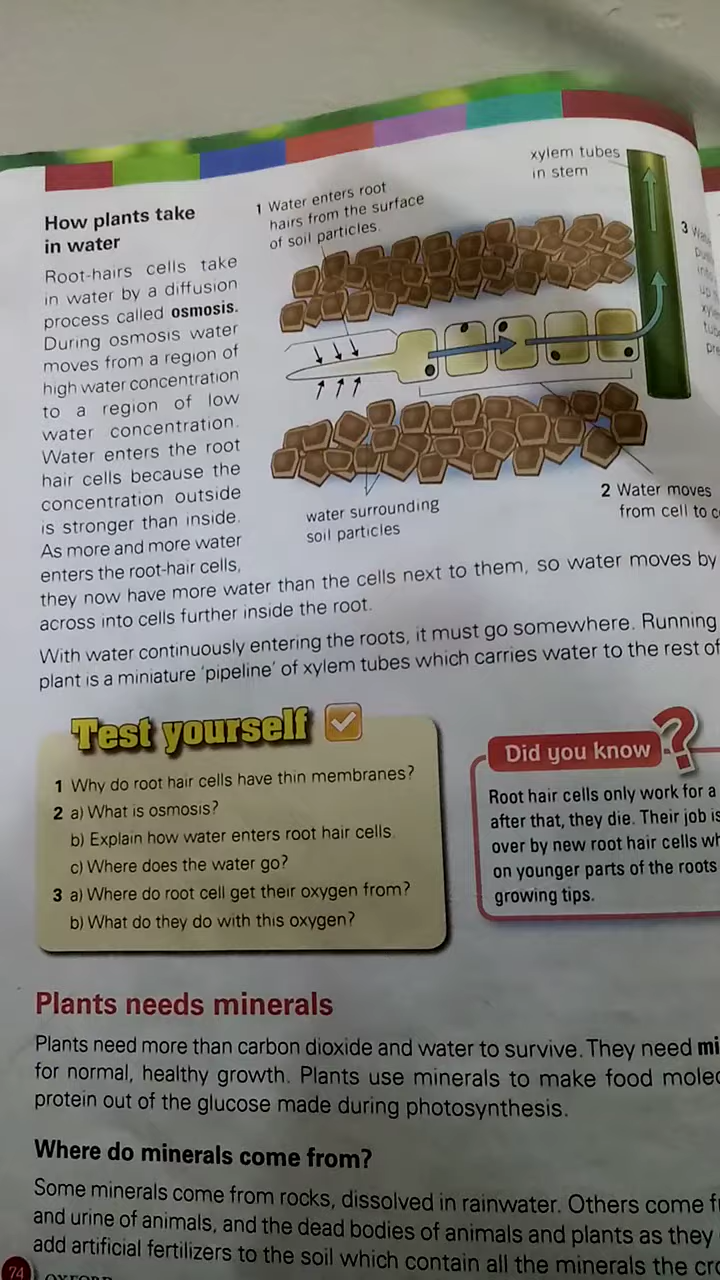 How plants take
in water
Root-hairs cells take
in water by a diffusion
process called osmosis.
During osmosis water
moves from a region of
high water concentration
to a region of low
water concentration.
Water enters the root
hair cells because the
concentration outside
is stronger than inside.
As more and more water
enters the root-hair cells,
they now have more water than the cells next to them, so water moves by
across into cells further inside the root.
1 Water enters root
hairs from the surface
of soil particles.
xylem tubes
in stem
3
up
water surrounding
soil particles
2 Water moves
from cell to
With water continuously entering the roots, it must go somewhere. Running
plant is a miniature 'pipeline' of xylem tubes which carries water to the rest of
Test yourself
1 Why do root hair cells have thin membranes?
2 a) What is osmosis?
b) Explain how water enters root hair cells.
c) Where does the water go?
3 a) Where do root cell get their oxygen from?
b) What do they do with this oxygen?
Did you know ?
Root hair cells only work for a
after that, they die. Their job is
over by new root hair cells
on younger parts of the roots
growing tips.
Plants needs minerals
Plants need more than carbon dioxide and water to survive. They need
for normal, healthy growth. Plants use minerals to make food
protein out of the glucose made during photosynthesis.
Where do minerals come from?
Some minerals come from rocks, dissolved in rainwater. Others come
and urine of animals, and the dead bodies of animals and plants as they
add artificial fertilizers to the soil which contain all the minerals the
74
OXFORD